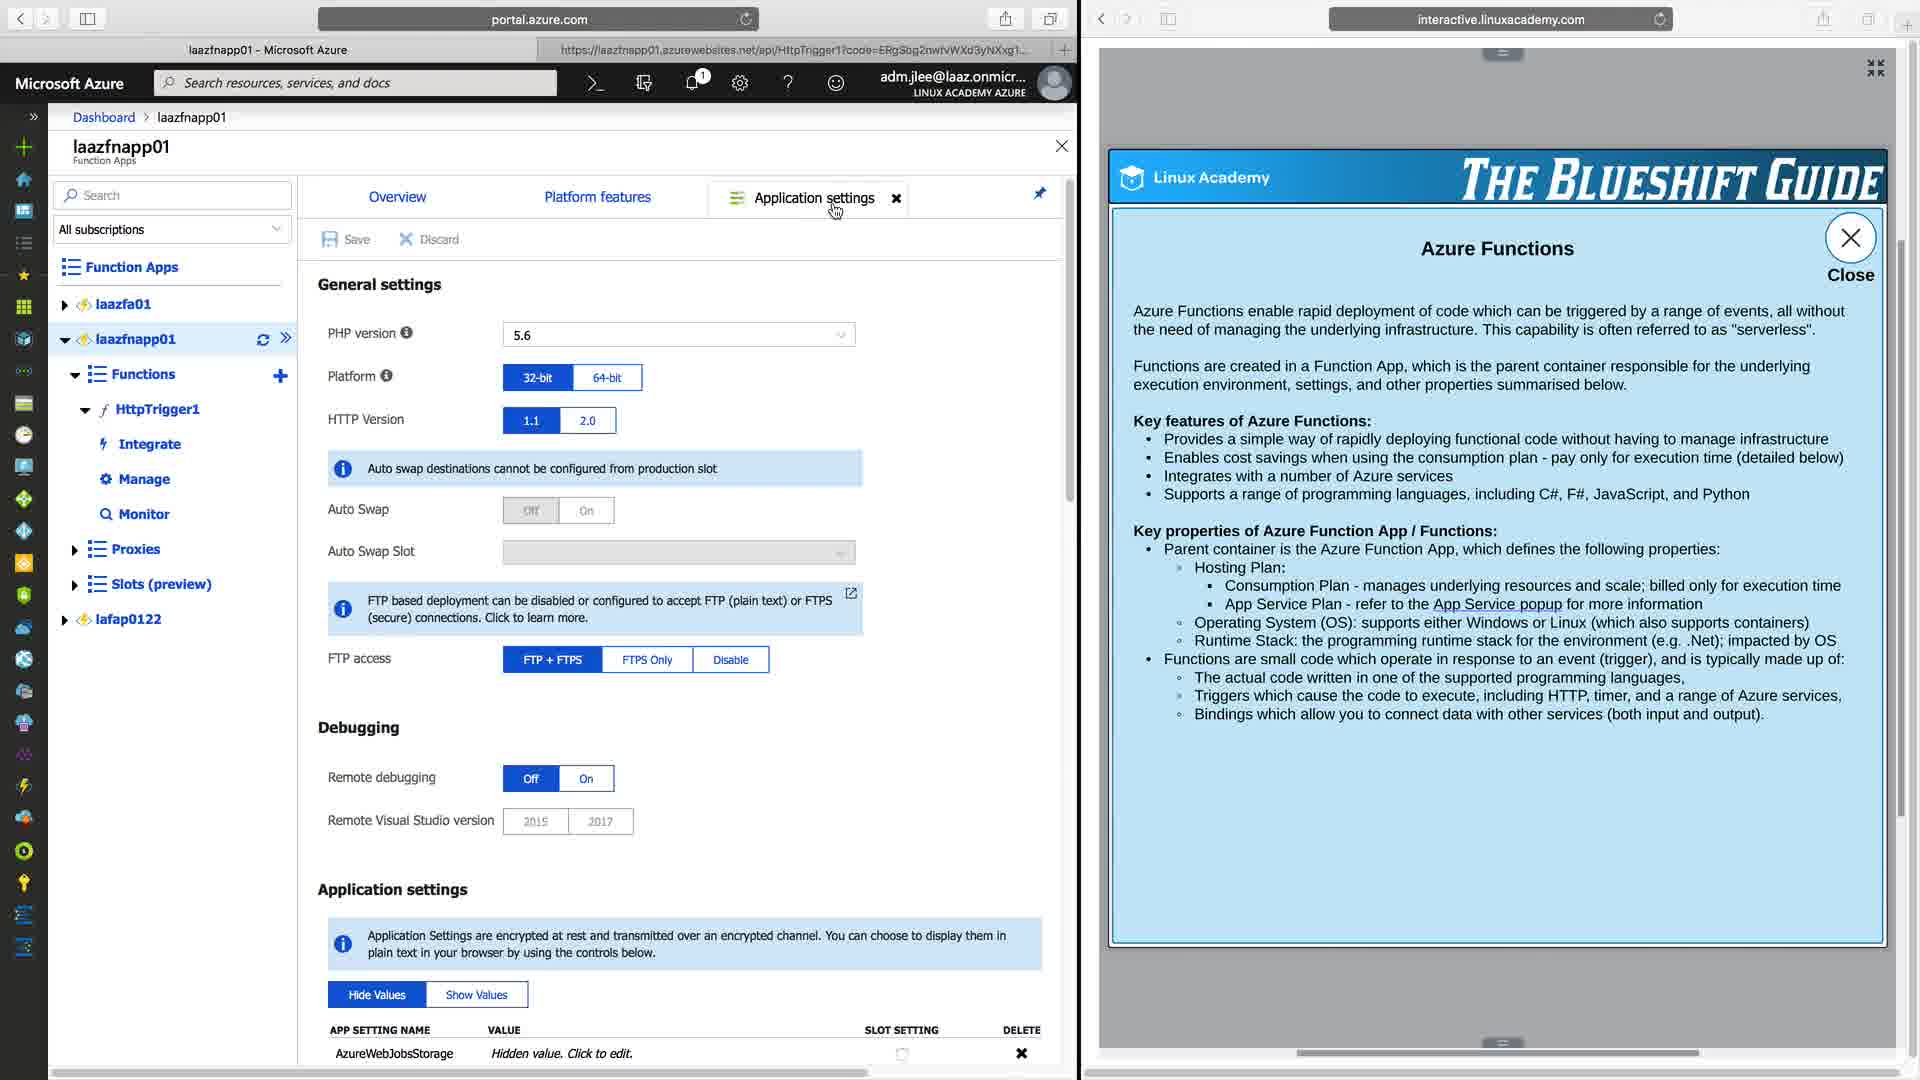 portal.azure.com
laazfnapp01 - Microsoft Azure
Microsoft Azure
Search resources, services, and docs
1
adm.jlee@laaz.onmicr...
LINUX ACADEMY AZURE
Dashboard > laazfnapp01
laazfnapp01
Function Apps
Search
All subscriptions
Function Apps
laazfa01
laazfnapp01
Functions
f HttpTrigger1
Integrate
Manage
Monitor
Proxies
Slots (preview)
lafap0122
Overview
Platform features
Application settings
Save
Discard
General settings
PHP version
5.6
Platform
32-bit
64-bit
HTTP Version
1.1
2.0
Auto swap destinations cannot be configured from production slot
Auto Swap
Off
On
Auto Swap Slot
FTP based deployment can be disabled or configured to accept FTP (plain text) or FTPS
(secure) connections. Click to learn more.
FTP access
FTP + FTPS
FTPS Only
Disable
Debugging
Remote debugging
Off
On
Remote Visual Studio version
2015
2017
Application settings
Application Settings are encrypted at rest and transmitted over an encrypted channel. You can choose to display them in
plain text in your browser by using the controls below.
Hide Values
Show Values
APP SETTING NAME
VALUE
SLOT SETTING
DELETE
AzureWebJobsStorage
Hidden value. Click to edit.
interactive.linuxacademy.com
Linux Academy
THE BLUESHIFT GUIDE
Azure Functions
Close
Azure Functions enable rapid deployment of code which can be triggered by a range of events, all without
the need of managing the underlying infrastructure. This capability is often referred to as "serverless".
Functions are created in a Function App, which is the parent container responsible for the underlying
execution environment, settings, and other properties summarised below.
Key features of Azure Functions:
• Provides a simple way of rapidly deploying functional code without having to manage infrastructure
• Enables cost savings when using the consumption plan - pay only for execution time (detailed below)
• Integrates with a number of Azure services
• Supports a range of programming languages, including C#, F#, JavaScript, and Python
Key properties of Azure Function App / Functions:
• Parent container is the Azure Function App, which defines the following properties:
◦ Hosting Plan:
▪ Consumption Plan - manages underlying resources and scale; billed only for execution time
▪ App Service Plan - refer to the App Service popup for more information
◦ Operating System (OS): supports either Windows or Linux (which also supports containers)
◦ Runtime Stack: the programming runtime stack for the environment (e.g. .Net); impacted by OS
• Functions are small code which operate in response to an event (trigger), and is typically made up of:
◦ The actual code written in one of the supported programming languages,
◦ Triggers which cause the code to execute, including HTTP, timer, and a range of Azure services,
◦ Bindings which allow you to connect data with other services (both input and output).